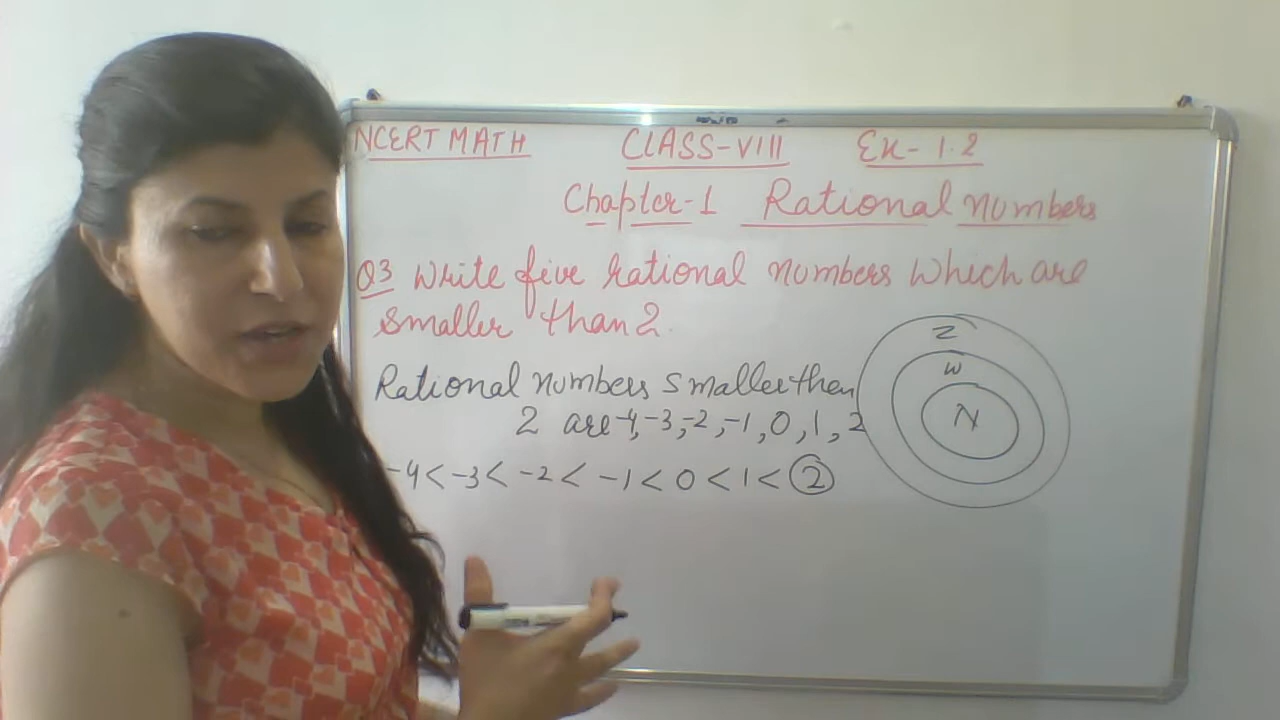 NCERT MATH CLASS-VIII Ex-1.2
Chapter-1 Rational numbers
Q3 Write five rational numbers which are
smaller than 2.
Rational numbers smaller then
2 are -4, -3, -2, -1, 0, 1, 2
-4 < -3 < -2 < -1 < 0 < 1 < 2
Z
W
N